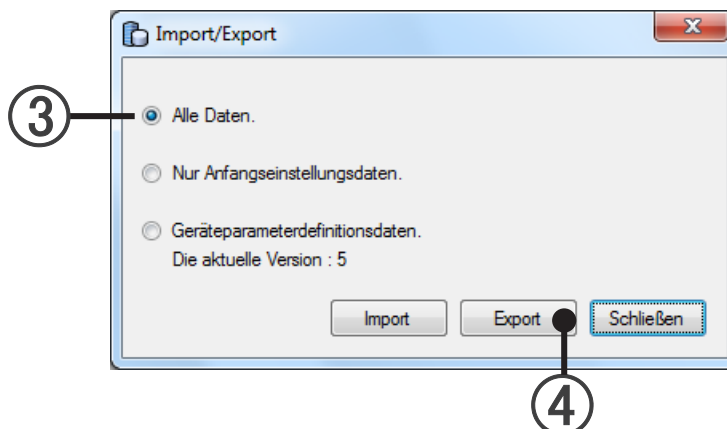 Import/Export
③ Alle Daten.
Nur Anfangseinstellungsdaten.
Geräteparameterdefinitionsdaten.
Die aktuelle Version : 5
Import Export Schließen
④